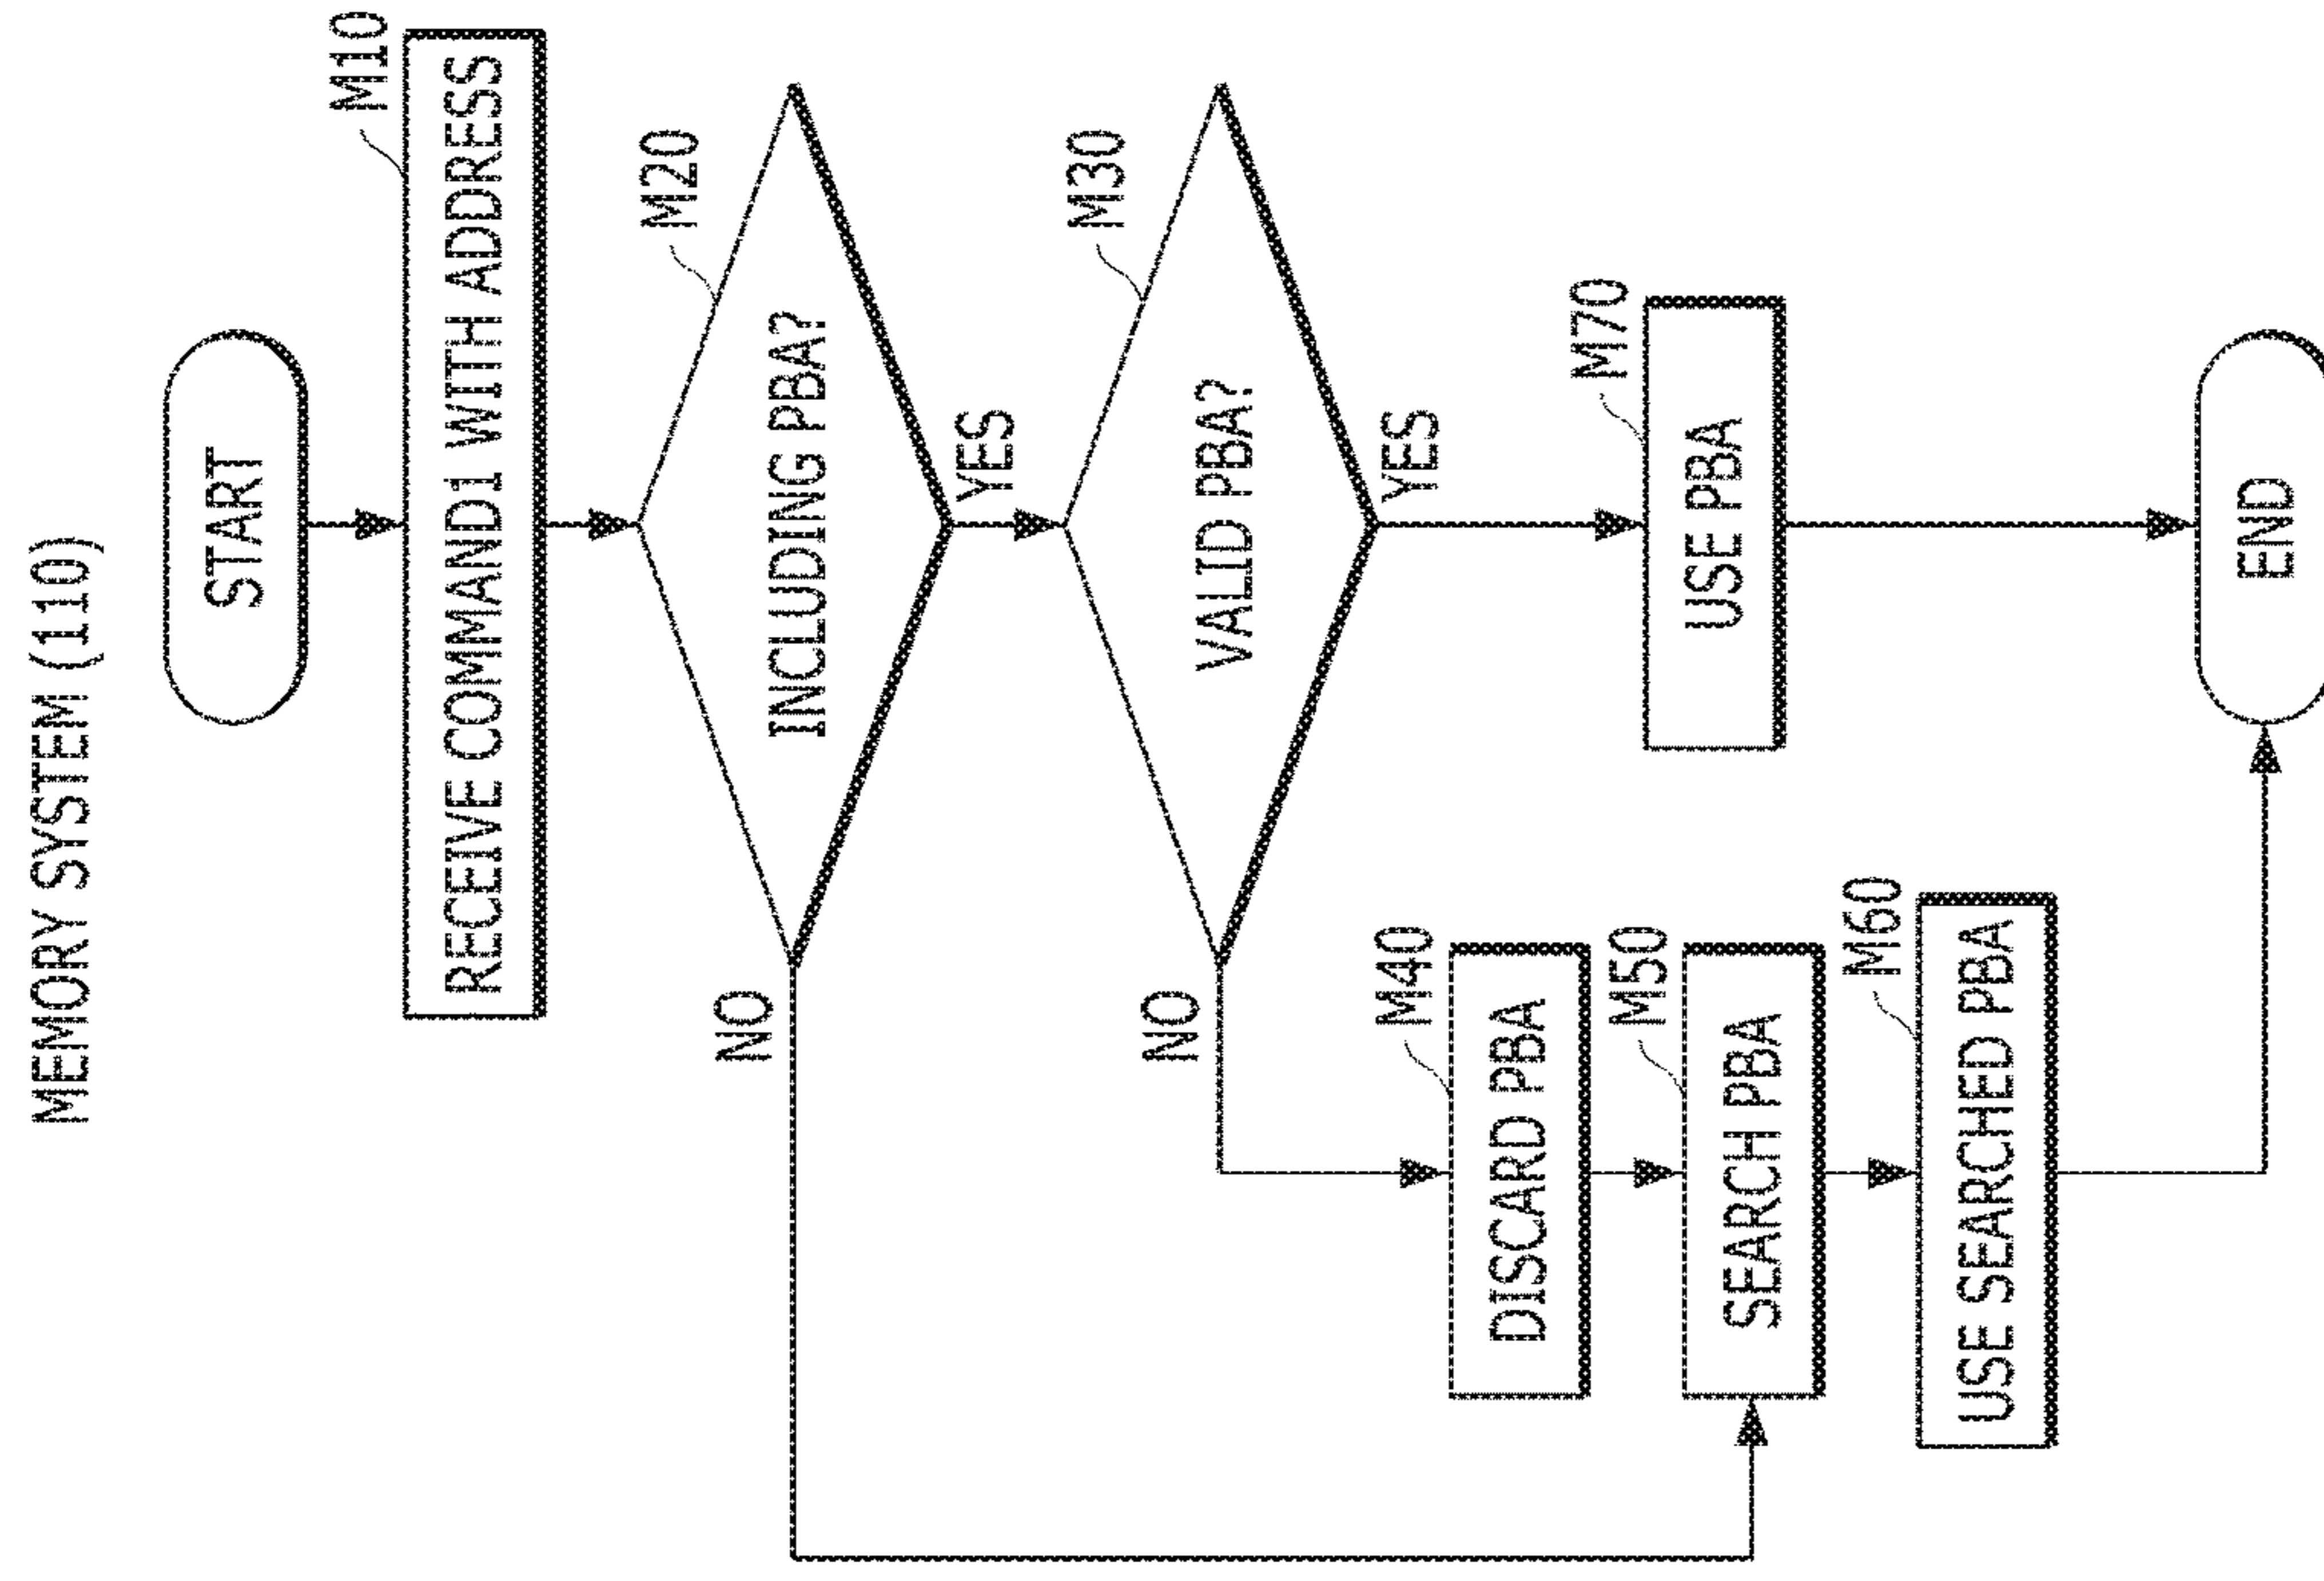 MEMORY SYSTEM (110)
START
M10
RECEIVE COMMAND1 WITH ADDRESS
M20
INCLUDING PBA?
NO
YES
M30
VALID PBA?
NO
YES
M40
DISCARD PBA
M50
SEARCH PBA
M60
USE SEARCHED PBA
M70
USE PBA
END